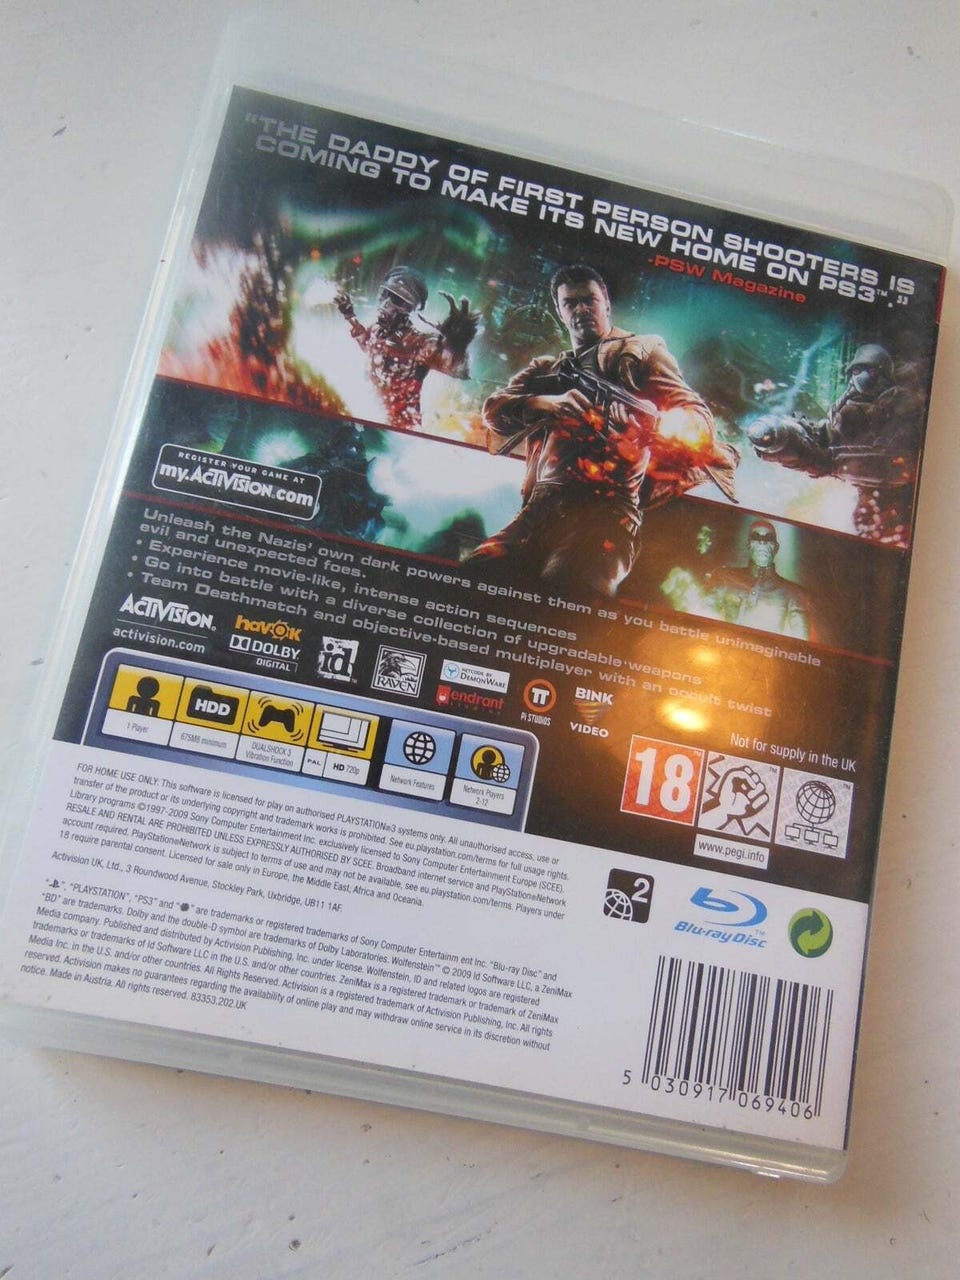 "THE DADDY OF FIRST PERSON SHOOTERS IS
COMING TO MAKE ITS NEW HOME ON PS3™."
-PSW Magazine
REGISTER YOUR GAME AT
my.ACTIVISION.com
Unleash the Nazis' own dark powers against them as you battle unimaginable
evil and unexpected foes.
• Experience movie-like, intense action sequences
• Go into battle with a diverse collection of upgradable weapons
• Team Deathmatch and objective-based multiplayer with an occult twist
ACTIVISION®
activision.com
havok
DOLBY
DIGITAL
id
RAVEN
NETCODE BY
DEMONWARE
endrant
STUDIOS
PI STUDIOS
BINK
VIDEO
1 Player
HDD
675MB minimum
DUALSHOCK 3
Vibration Function
PAL HD 720p
Network Features
Network Players
2-12
Not for supply in the UK
18
www.pegi.info
FOR HOME USE ONLY. This software is licensed for play on authorised PLAYSTATION®3 systems only. All unauthorised access, use or
transfer of the product or its underlying copyright and trademark works is prohibited. See eu.playstation.com/terms for full usage rights.
Library programs ©1997-2009 Sony Computer Entertainment Inc. exclusively licensed to Sony Computer Entertainment Europe (SCEE).
RESALE AND RENTAL ARE PROHIBITED UNLESS EXPRESSLY AUTHORISED BY SCEE. Broadband internet service and PlayStation®Network
account required. PlayStation®Network is subject to terms of use and may not be available, see eu.playstation.com/terms. Players under
18 require parental consent. Licensed for sale only in Europe, the Middle East, Africa and Oceania.
Activision UK, Ltd., 3 Roundwood Avenue, Stockley Park, Uxbridge, UB11 1AF.
"PLAYSTATION", "PS3" and " " are trademarks or registered trademarks of Sony Computer Entertainm ent Inc. "Blu-ray Disc" and
"BD" are trademarks. Dolby and the double-D symbol are trademarks of Dolby Laboratories. Wolfenstein™ © 2009 Id Software LLC, a ZeniMax
Media company. Published and distributed by Activision Publishing, Inc. under license. Wolfenstein, ID and related logos are registered
trademarks or trademarks of Id Software LLC in the U.S. and/or other countries. ZeniMax is a registered trademark or trademark of ZeniMax
Media Inc. in the U.S. and/or other countries. All Rights Reserved. Activision is a registered trademark of Activision Publishing, Inc. All rights
reserved. Activision makes no guarantees regarding the availability of online play and may withdraw online service in its discretion without
notice. Made in Austria. All rights reserved. 83353.202.UK
2
Blu-ray Disc™
5 030917 069406